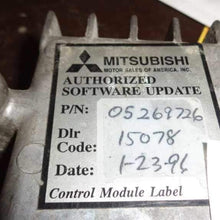 MITSUBISHI
MOTOR SALES OF AMERICA, INC.
AUTHORIZED
SOFTWARE UPDATE
P/N: 05269726
Dlr Code: 15078
Date: 1-23-96
Control Module Label